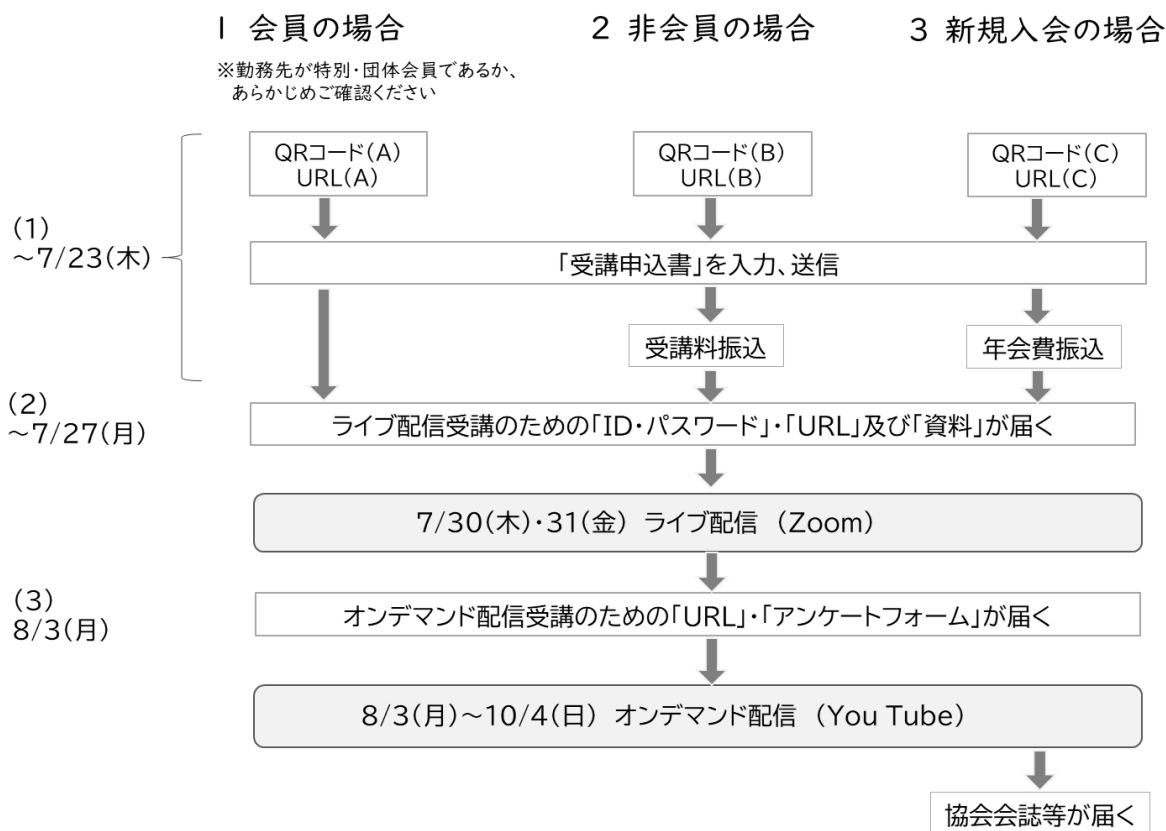 1 会員の場合
2 非会員の場合
3 新規入会の場合
※勤務先が特別・団体会員であるか、
あらかじめご確認ください
QRコード(A)
URL(A)
QRコード(B)
URL(B)
QRコード(C)
URL(C)
(1)
～7/23(木)
「受講申込書」を入力、送信
受講料振込
年会費振込
(2)
～7/27(月)
ライブ配信受講のための「ID・パスワード」・「URL」及び「資料」が届く
7/30(木)・31(金) ライブ配信 (Zoom)
(3)
8/3(月)
オンデマンド配信受講のための「URL」・「アンケートフォーム」が届く
8/3(月)～10/4(日) オンデマンド配信 (You Tube)
協会会誌等が届く